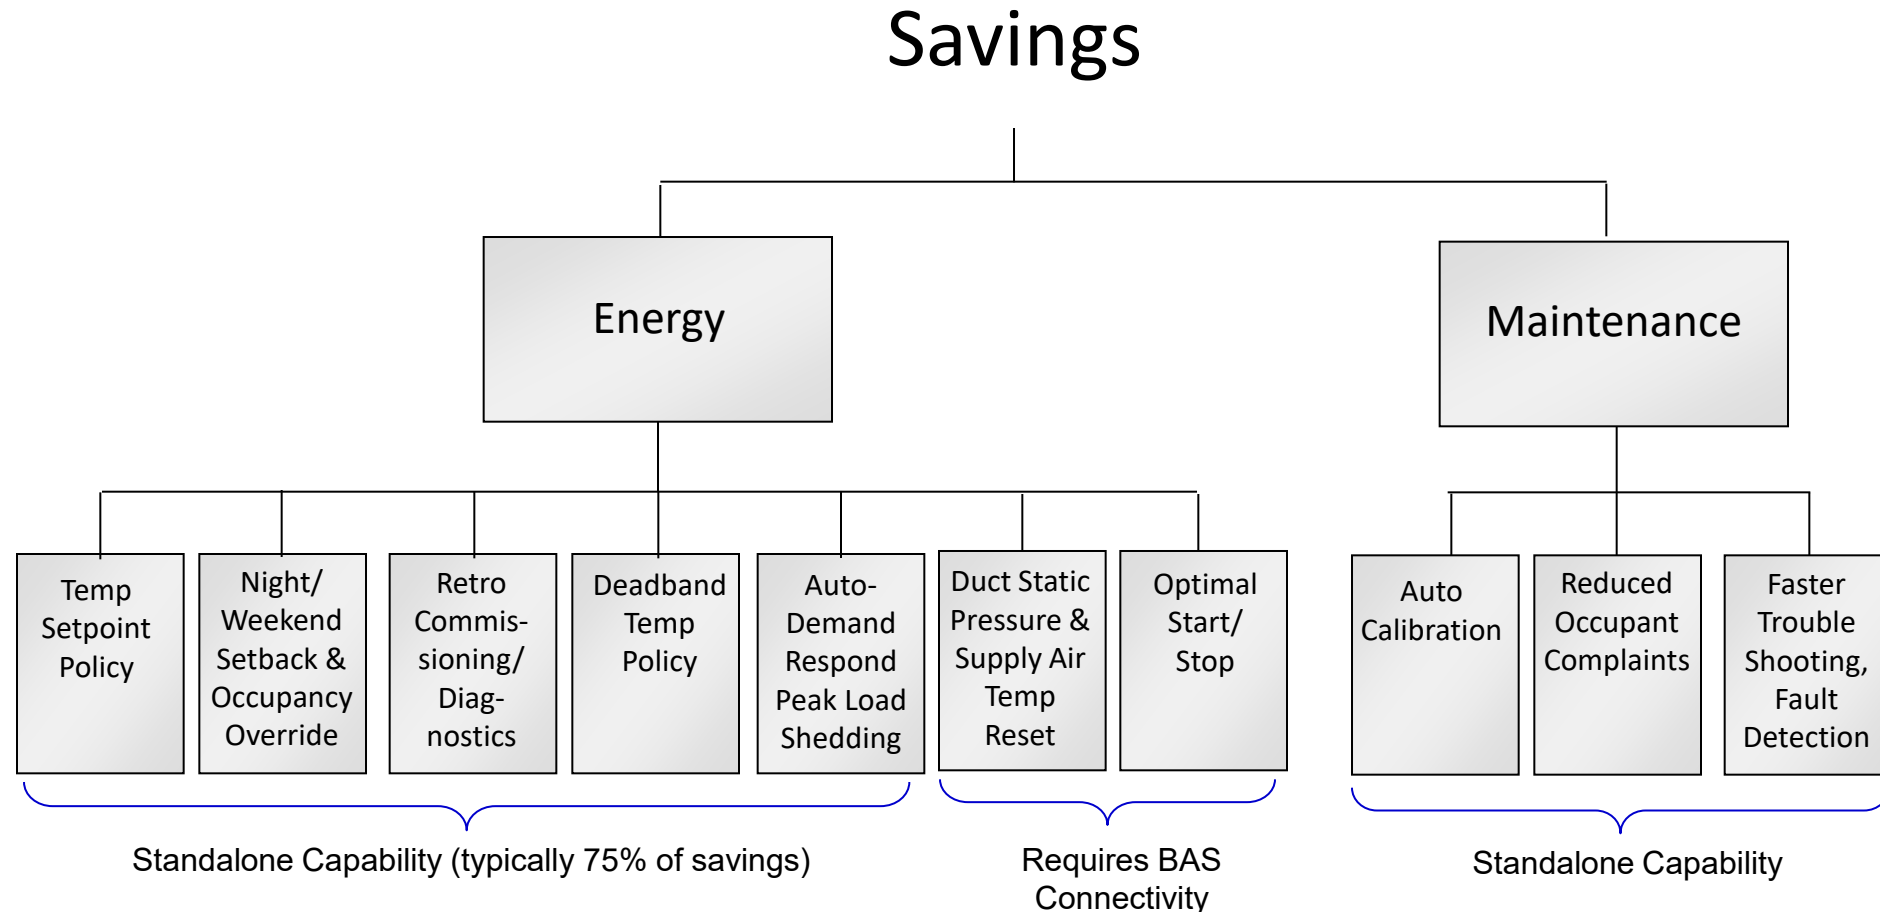 Savings
Energy
Maintenance
Temp
Setpoint
Policy
Night/
Weekend
Setback &
Occupancy
Override
Retro
Commis-
sioning/
Diag-
nostics
Deadband
Temp
Policy
Auto-
Demand
Respond
Peak Load
Shedding
Duct Static
Pressure &
Supply Air
Temp
Reset
Optimal
Start/
Stop
Auto
Calibration
Reduced
Occupant
Complaints
Faster
Trouble
Shooting,
Fault
Detection
Standalone Capability (typically 75% of savings)
Requires BAS
Connectivity
Standalone Capability